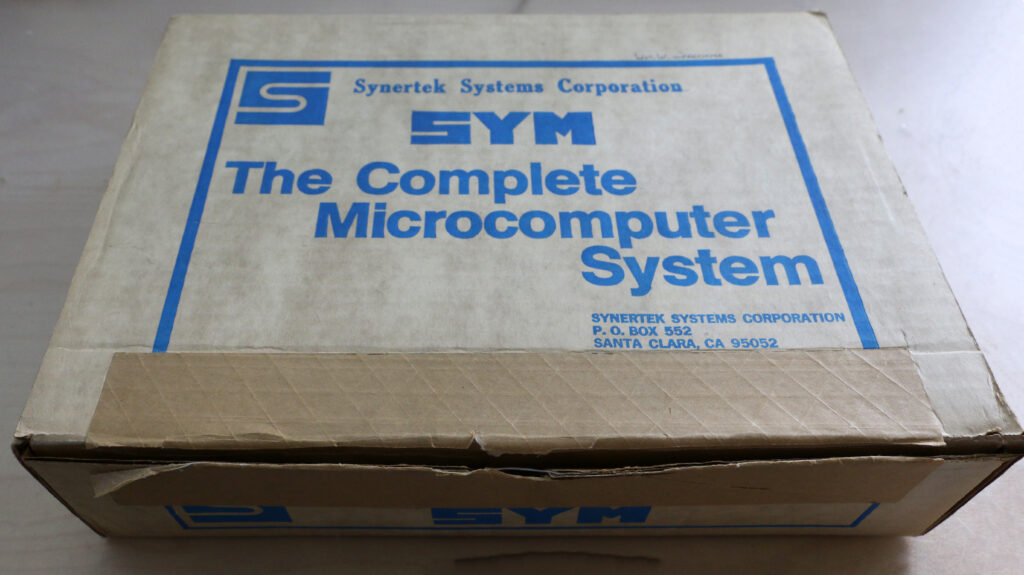 S
Synertek Systems Corporation
SYM
The Complete
Microcomputer
System
SYNERTEK SYSTEMS CORPORATION
P. O. BOX 552
SANTA CLARA, CA 95052
S SYM